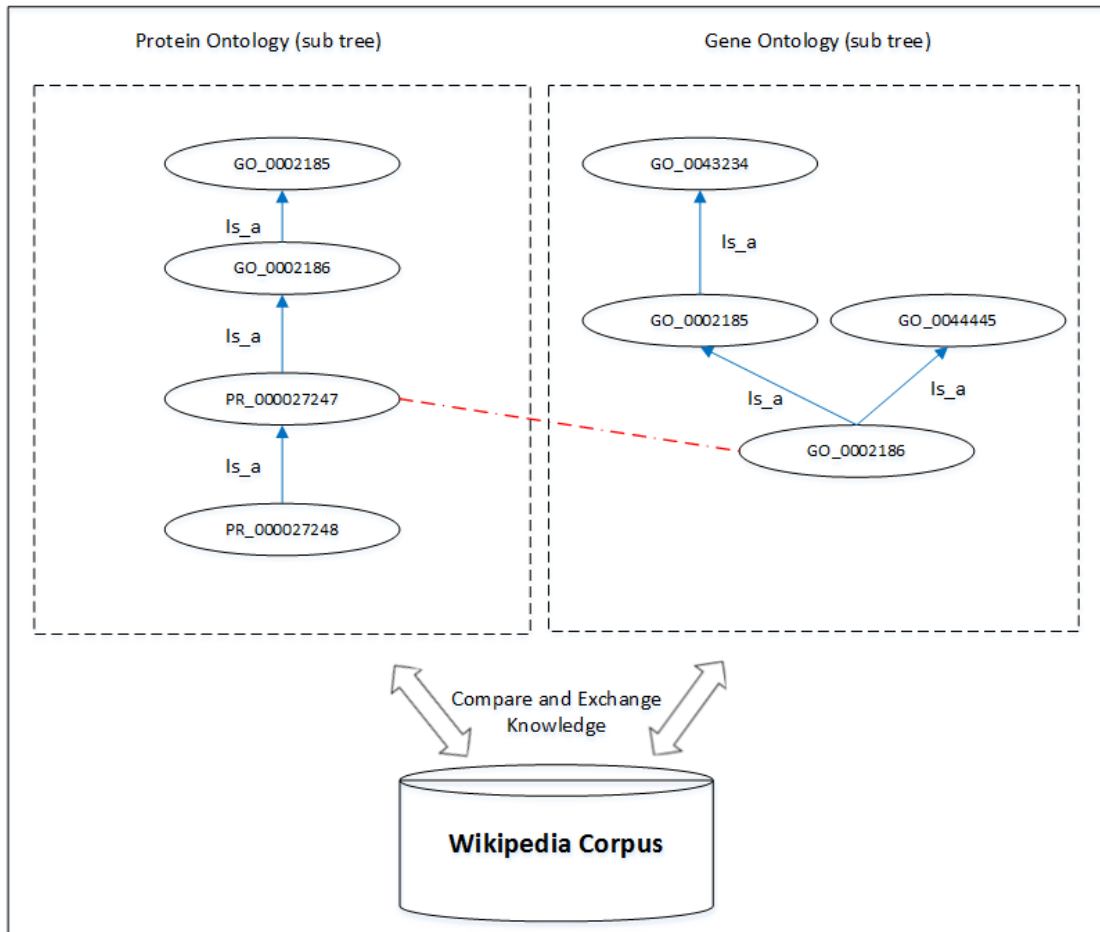 Protein Ontology (sub tree)
Gene Ontology (sub tree)
GO_0002185
Is_a
GO_0002186
Is_a
PR_000027247
Is_a
PR_000027248
GO_0043234
Is_a
GO_0002185
GO_0044445
Is_a
Is_a
GO_0002186
Compare and Exchange
Knowledge
Wikipedia Corpus